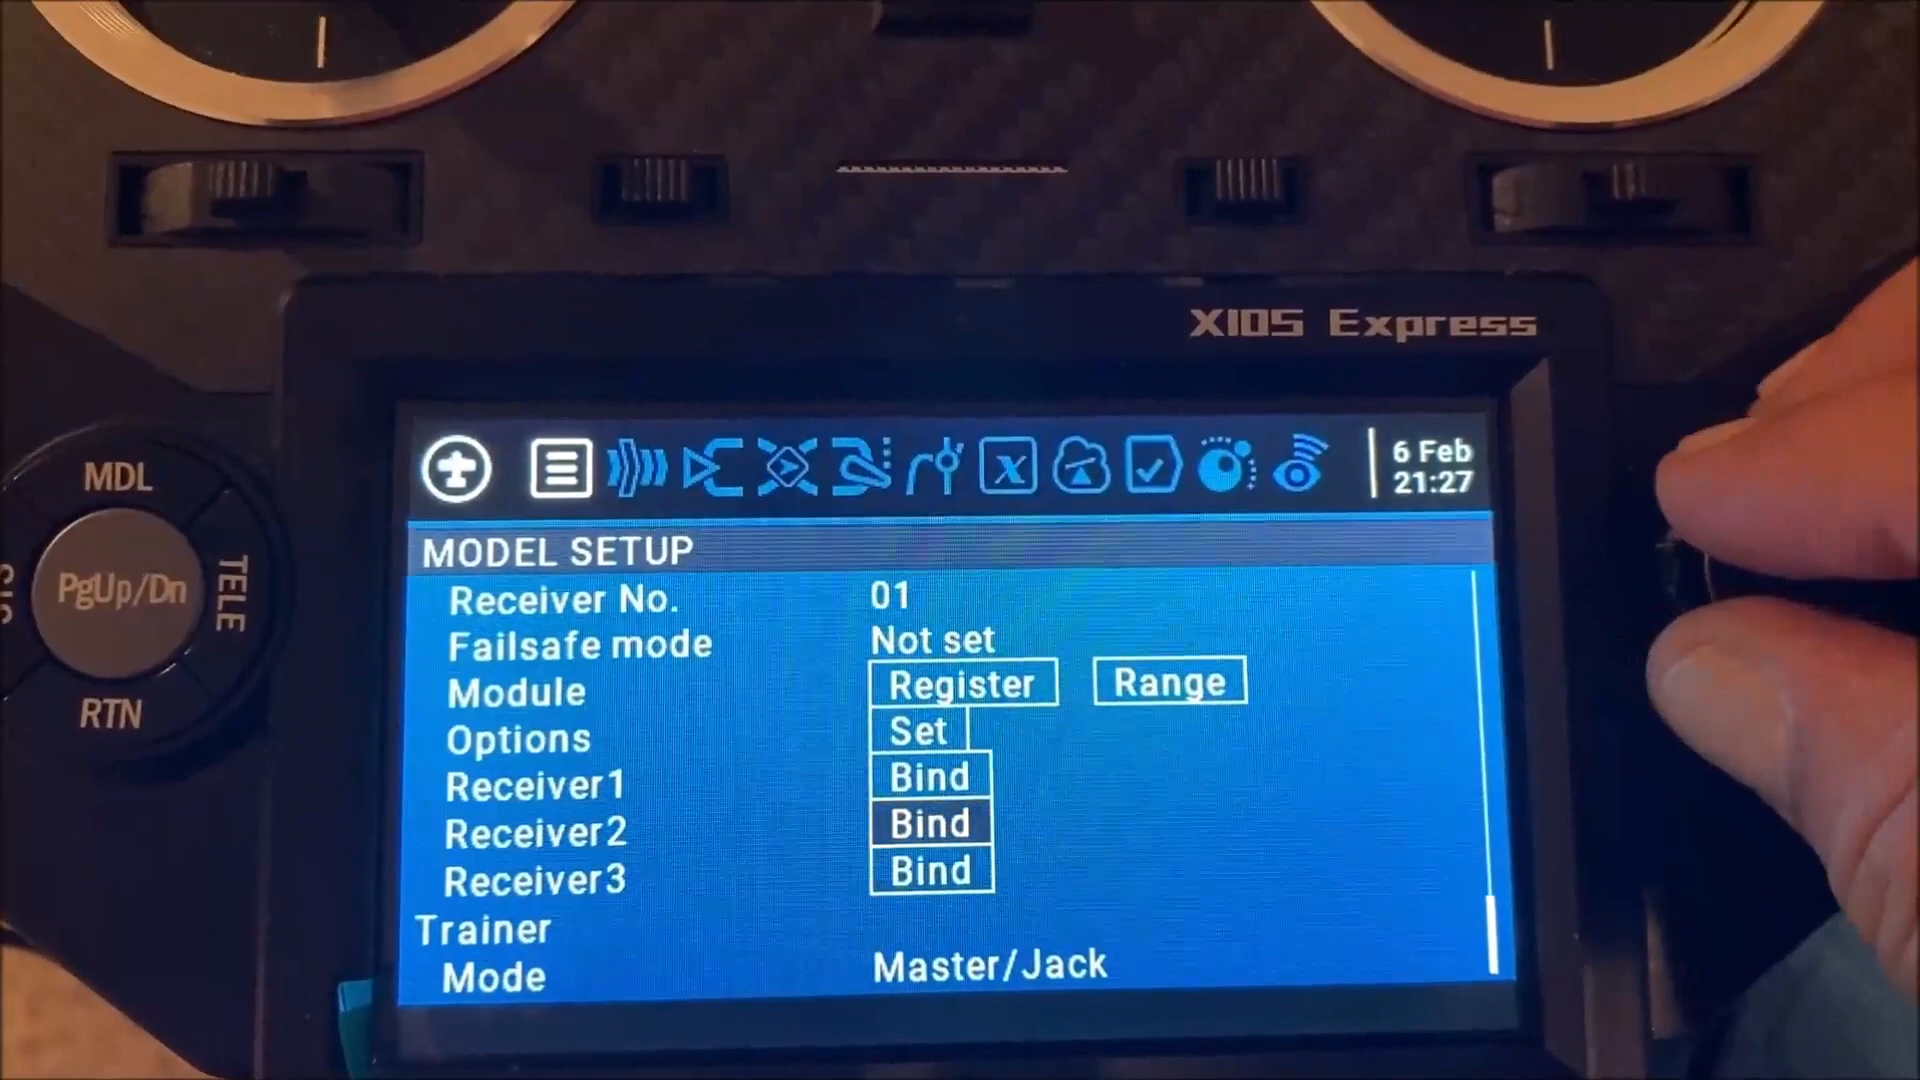 X10S Express
6 Feb
21:27
MDL
PgUp/Dn
TELE
RTN
MODEL SETUP
Receiver No. 01
Failsafe mode Not set
Module Register Range
Options Set
Receiver1 Bind
Receiver2 Bind
Receiver3 Bind
Trainer
Mode Master/Jack